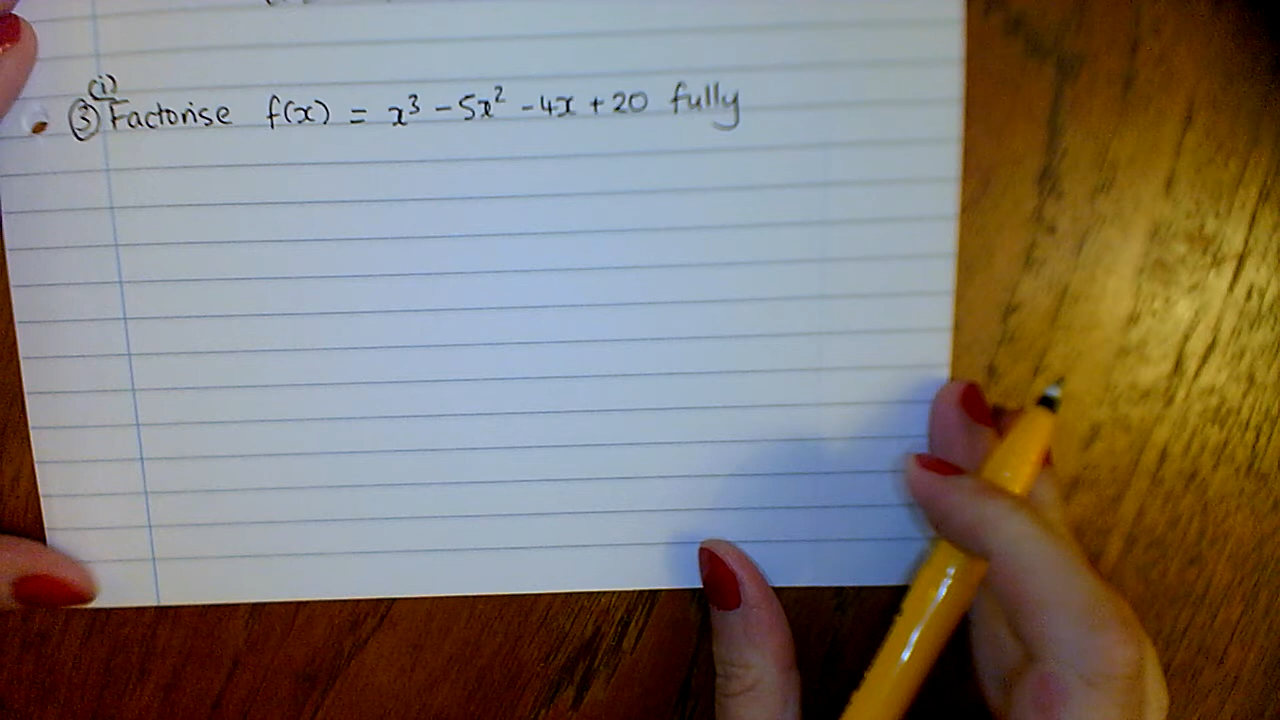 (i)
③ Factorise f(x) = x³ - 5x² - 4x + 20 fully